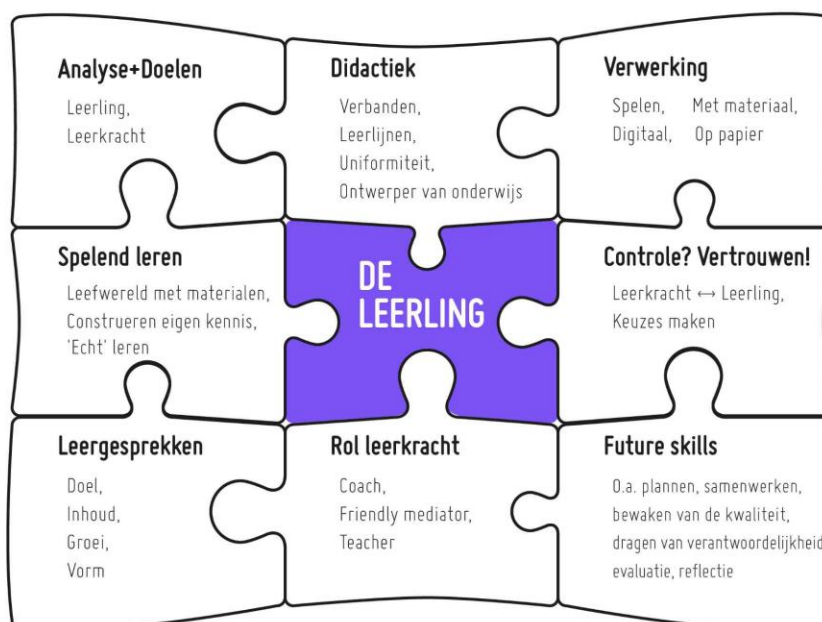 Analyse+Doelen
Leerling,
Leerkracht
Didactiek
Verbanden,
Leerlijnen,
Uniformiteit,
Ontwerper van onderwijs
Verwerking
Spelen, Met materiaal,
Digitaal, Op papier
Spelend leren
Leefwereld met materialen,
Construeren eigen kennis,
'Echt' leren
DE
LEERLING
Controle? Vertrouwen!
Leerkracht ↔ Leerling,
Keuzes maken
Leergesprekken
Doel,
Inhoud,
Groei,
Vorm
Rol leerkracht
Coach,
Friendly mediator,
Teacher
Future skills
O.a. plannen, samenwerken,
bewaken van de kwaliteit,
dragen van verantwoordelijkheid
evaluatie, reflectie